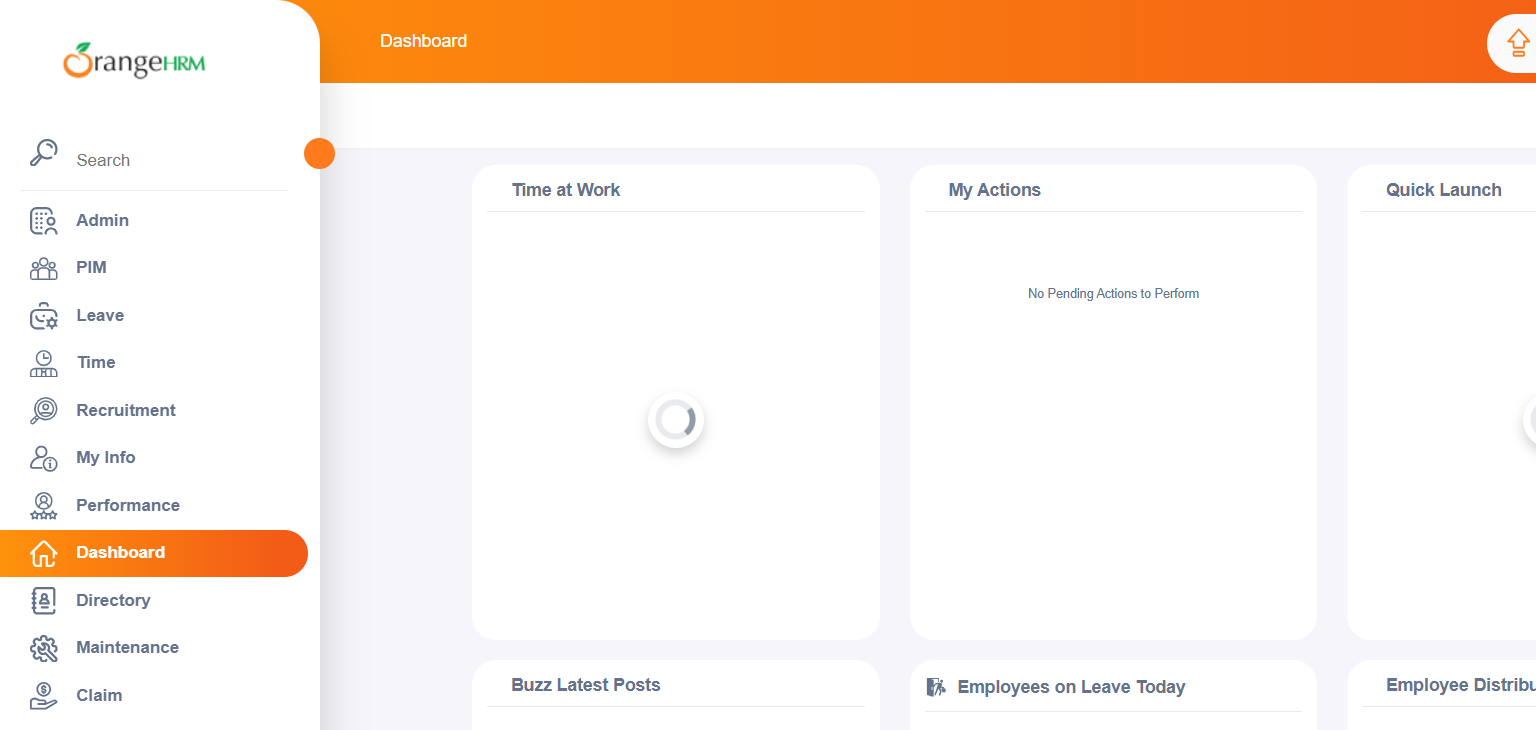 OrangeHRM
Dashboard
Search
Admin
PIM
Leave
Time
Recruitment
My Info
Performance
Dashboard
Directory
Maintenance
Claim
Time at Work
My Actions
No Pending Actions to Perform
Quick Launch
Buzz Latest Posts
Employees on Leave Today
Employee Distribu